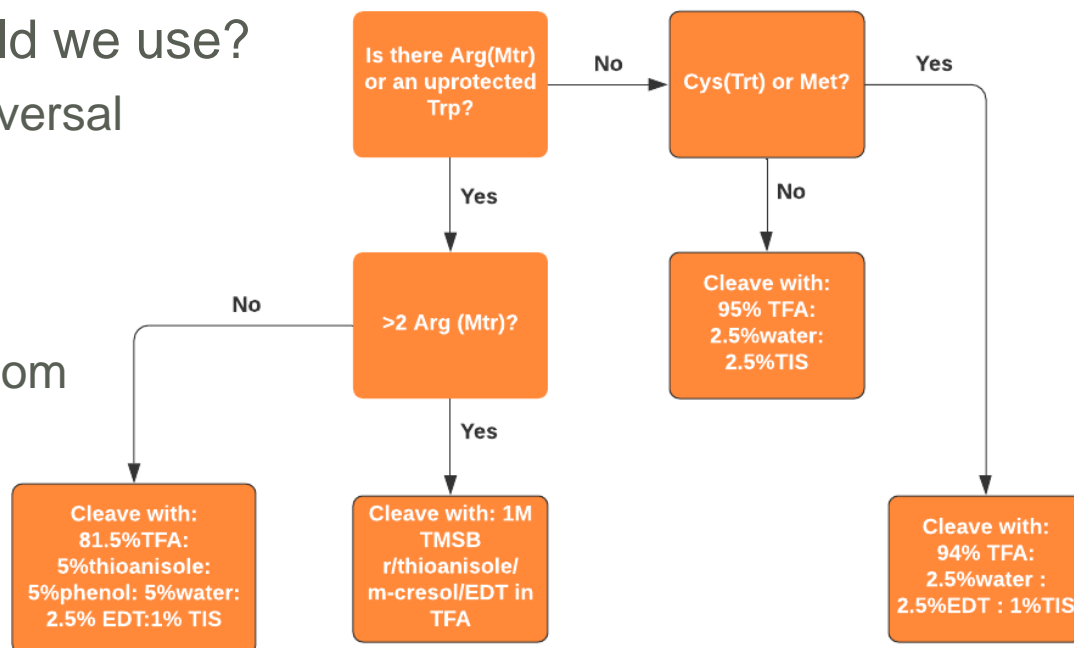 ld we use?
versal
om
Is there Arg(Mtr)
or an uprotected
Trp?
No
Cys(Trt) or Met?
Yes
Yes
No
>2 Arg (Mtr)?
No
Cleave with:
95% TFA:
2.5%water:
2.5%TIS
Yes
Cleave with:
81.5%TFA:
5%thioanisole:
5%phenol: 5%water:
2.5% EDT:1% TIS
Cleave with: 1M
TMSB
r/thioanisole/
m-cresol/EDT in
TFA
Cleave with:
94% TFA:
2.5%water :
2.5%EDT : 1%TIS